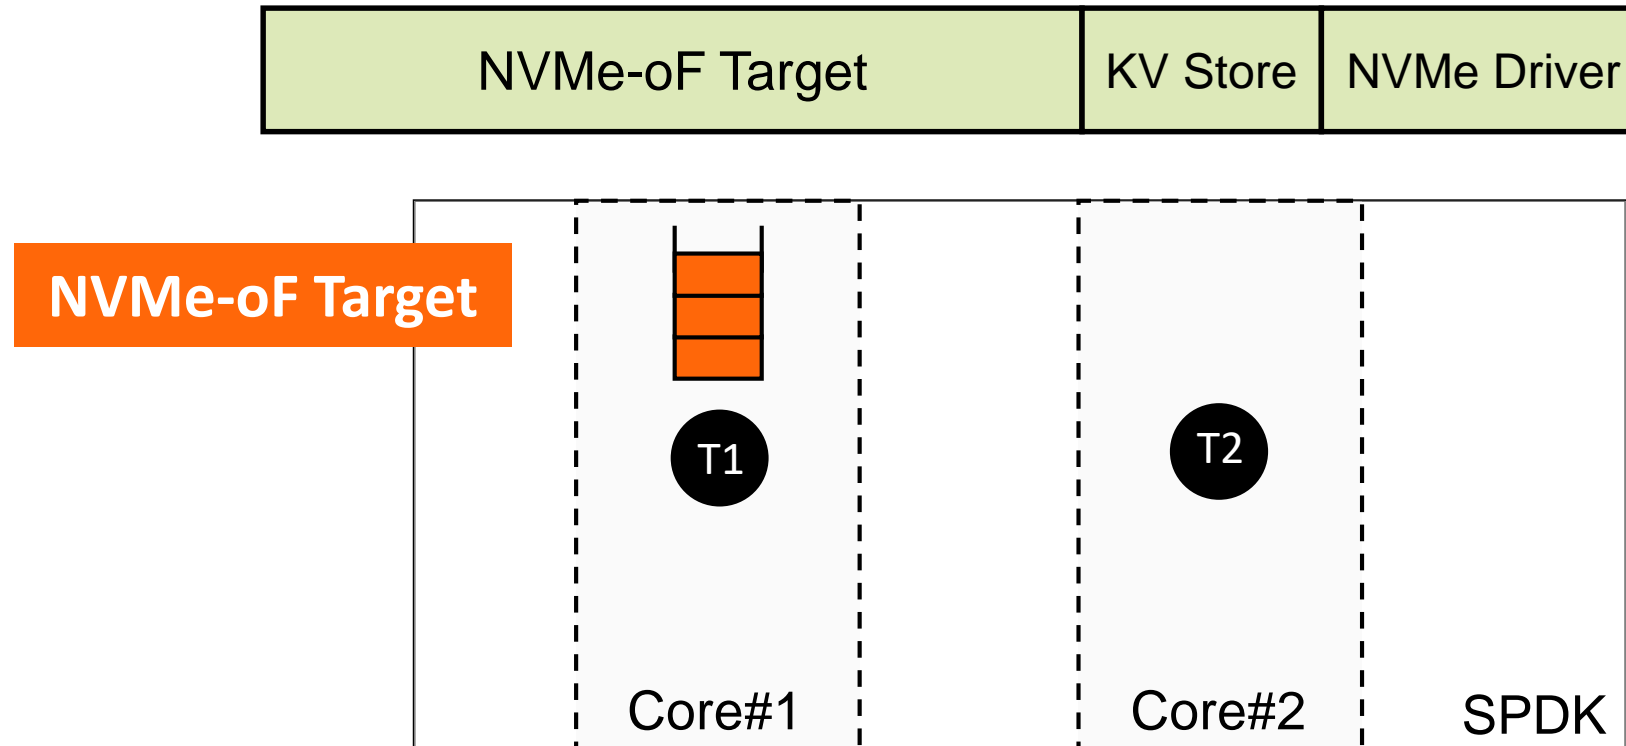 NVMe-oF Target
KV Store
NVMe Driver
NVMe-oF Target
T1
T2
Core#1
Core#2
SPDK